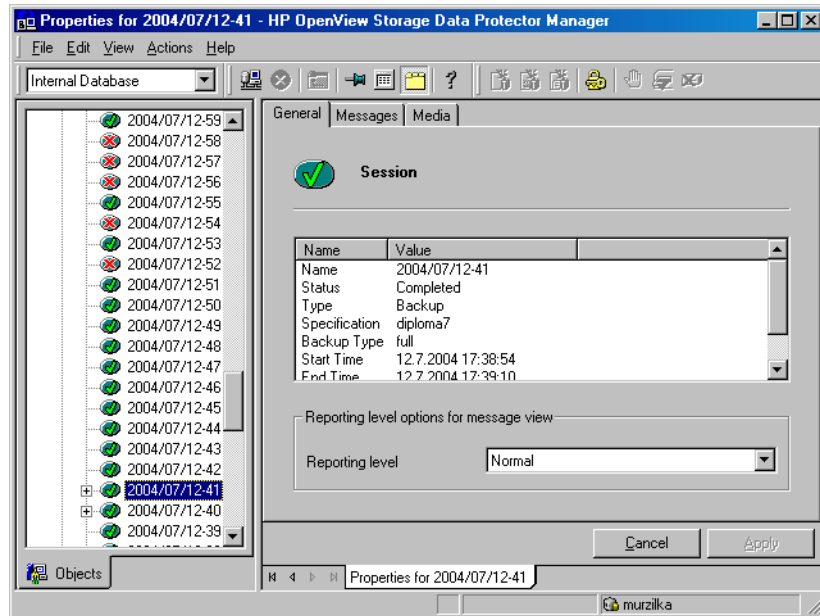 Properties for 2004/07/12-41 - HP OpenView Storage Data Protector Manager
File Edit View Actions Help
Internal Database
2004/07/12-59
2004/07/12-58
2004/07/12-57
2004/07/12-56
2004/07/12-55
2004/07/12-54
2004/07/12-53
2004/07/12-52
2004/07/12-51
2004/07/12-50
2004/07/12-49
2004/07/12-48
2004/07/12-47
2004/07/12-46
2004/07/12-45
2004/07/12-44
2004/07/12-43
2004/07/12-42
2004/07/12-41
2004/07/12-40
2004/07/12-39
Objects
General Messages Media
Session
Name Value
Name 2004/07/12-41
Status Completed
Type Backup
Specification diploma7
Backup Type full
Start Time 12.7.2004 17:38:54
End Time 12.7.2004 17:39:10
Reporting level options for message view
Reporting level Normal
Cancel Apply
Properties for 2004/07/12-41
murzilka